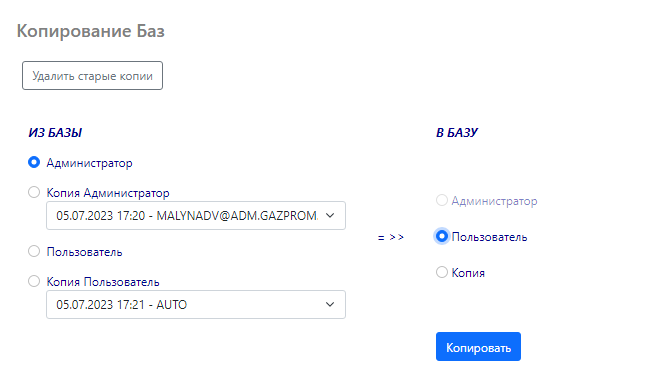 Копирование Баз
Удалить старые копии
ИЗ БАЗЫ
Администратор
Копия Администратор
05.07.2023 17:20 - MALYNADV@ADM.GAZPROM.
Пользователь
Копия Пользователь
05.07.2023 17:21 - AUTO
= >>
В БАЗУ
Администратор
Пользователь
Копия
Копировать